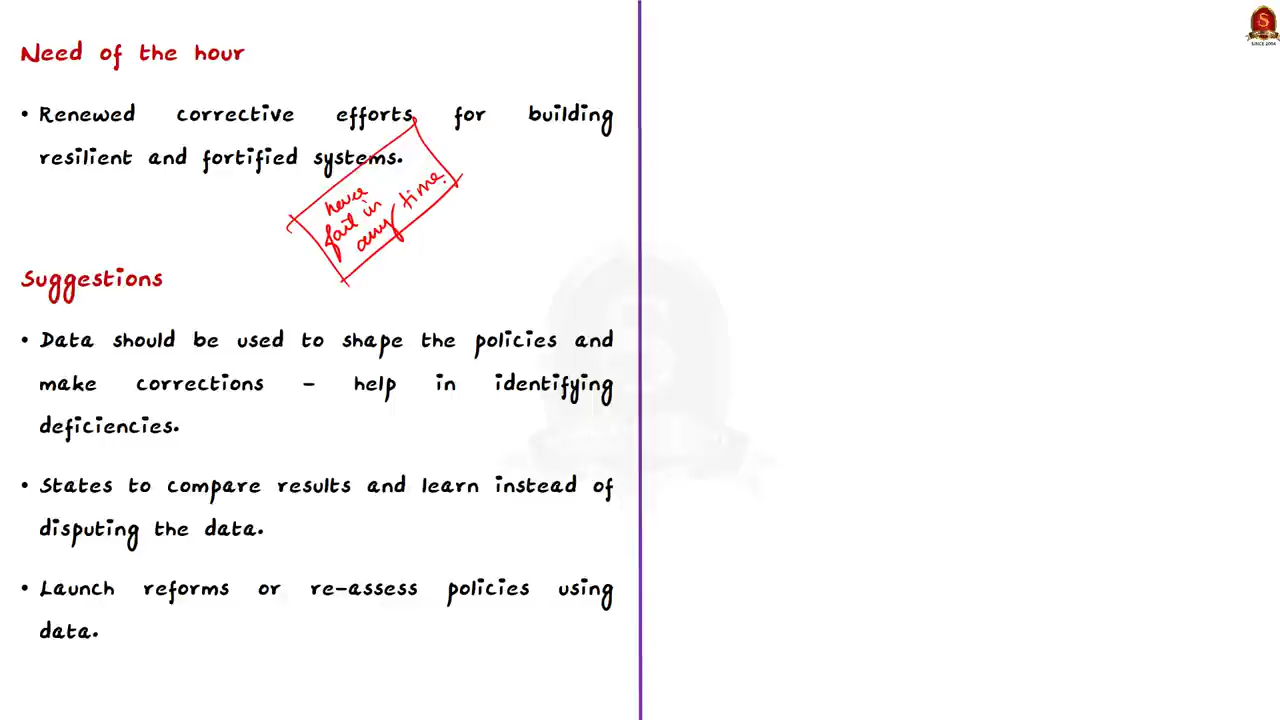 Need of the hour
• Renewed corrective efforts for building
resilient and fortified systems.
never
fail in
any time.
Suggestions
• Data should be used to shape the policies and
make corrections – help in identifying
deficiencies.
• States to compare results and learn instead of
disputing the data.
• Launch reforms or re-assess policies using
data.
S
SINCE 2004